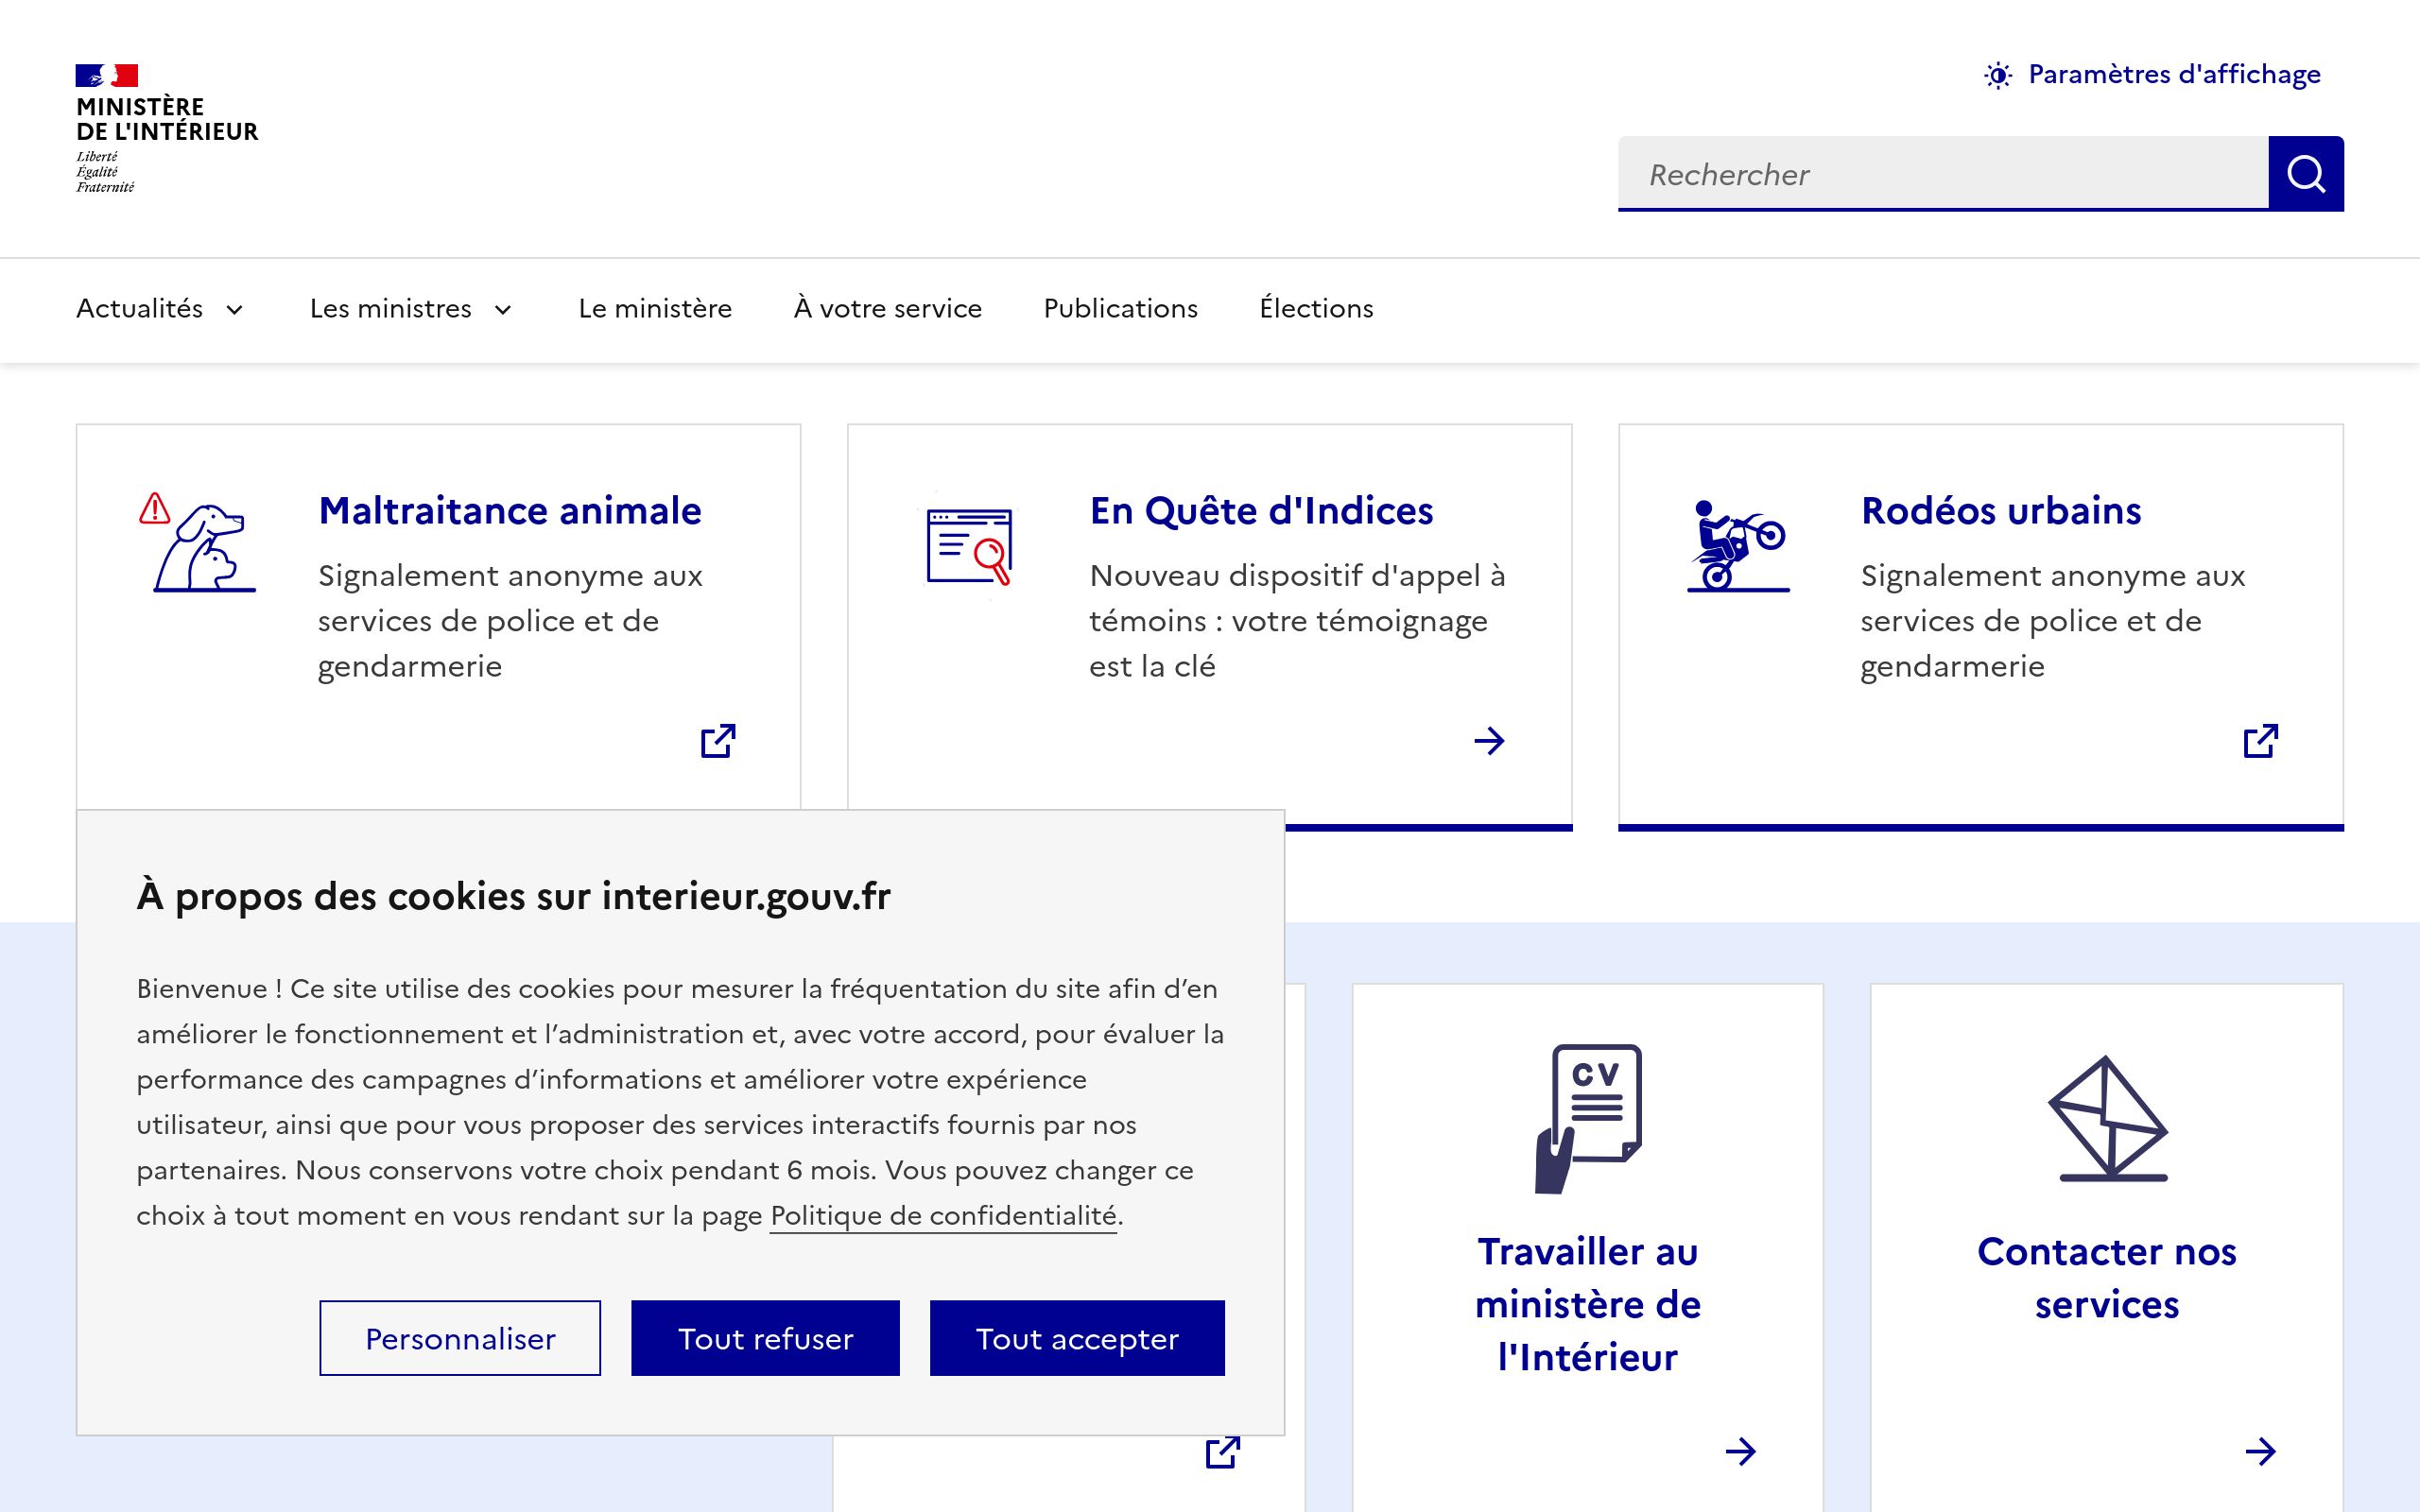 MINISTÈRE
DE L'INTÉRIEUR
Liberté
Égalité
Fraternité
Paramètres d'affichage
Rechercher
Actualités
Les ministres
Le ministère
À votre service
Publications
Élections
Maltraitance animale
Signalement anonyme aux
services de police et de
gendarmerie
En Quête d'Indices
Nouveau dispositif d'appel à
témoins : votre témoignage
est la clé
Rodéos urbains
Signalement anonyme aux
services de police et de
gendarmerie
À propos des cookies sur interieur.gouv.fr
Bienvenue ! Ce site utilise des cookies pour mesurer la fréquentation du site afin d’en
améliorer le fonctionnement et l’administration et, avec votre accord, pour évaluer la
performance des campagnes d’informations et améliorer votre expérience
utilisateur, ainsi que pour vous proposer des services interactifs fournis par nos
partenaires. Nous conservons votre choix pendant 6 mois. Vous pouvez changer ce
choix à tout moment en vous rendant sur la page Politique de confidentialité.
Personnaliser
Tout refuser
Tout accepter
CV
Travailler au
ministère de
l'Intérieur
Contacter nos
services